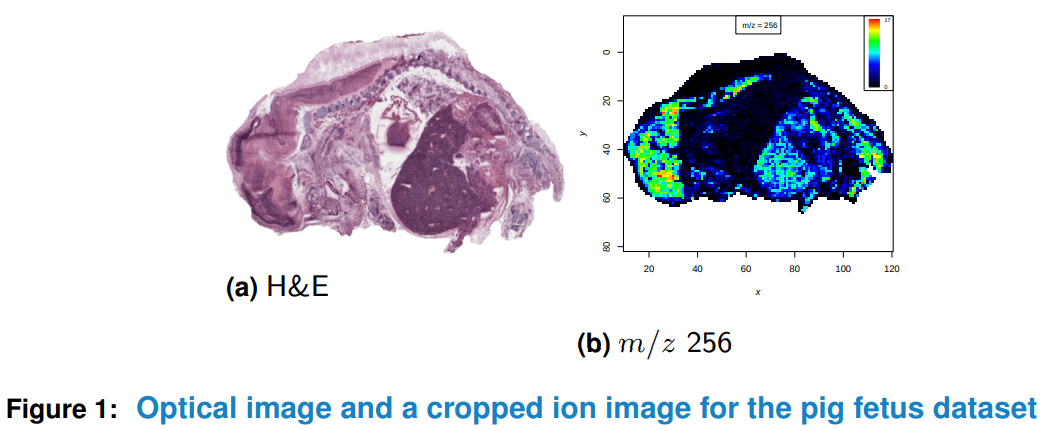 m/z = 256
17
0
0
20
40
60
80
y
20
40
60
80
100
120
x
(a) H&E
(b) m/z 256
Figure 1: Optical image and a cropped ion image for the pig fetus dataset